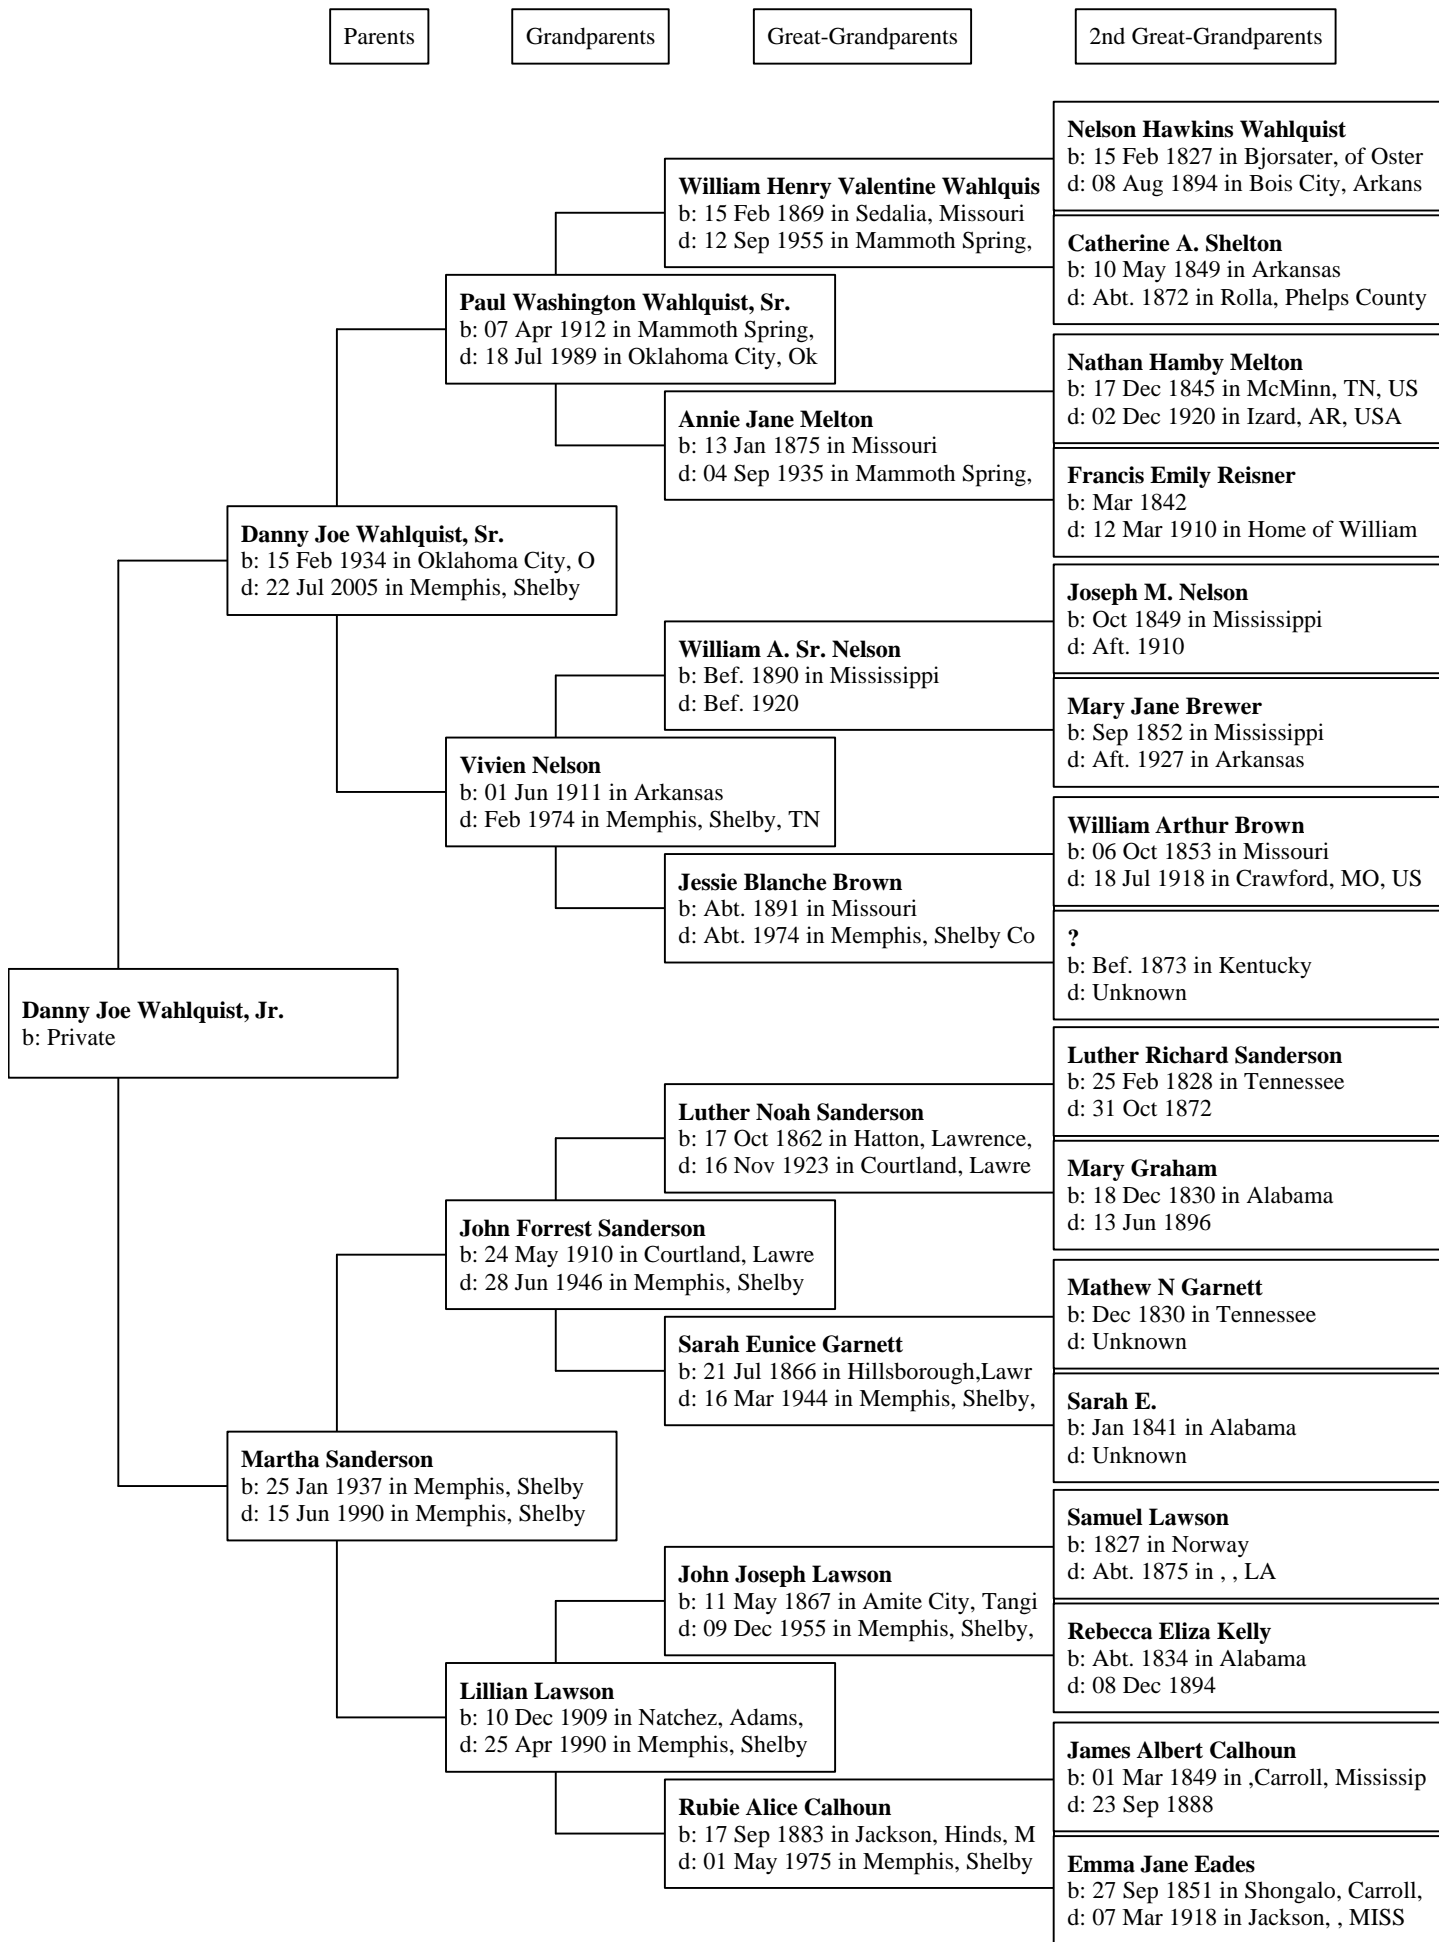 Parents
Grandparents
Great-Grandparents
2nd Great-Grandparents
Nelson Hawkins Wahlquist
b: 15 Feb 1827 in Bjorsater, of Oster
d: 08 Aug 1894 in Bois City, Arkans
William Henry Valentine Wahlquis
b: 15 Feb 1869 in Sedalia, Missouri
d: 12 Sep 1955 in Mammoth Spring,
Catherine A. Shelton
b: 10 May 1849 in Arkansas
d: Abt. 1872 in Rolla, Phelps County
Paul Washington Wahlquist, Sr.
b: 07 Apr 1912 in Mammoth Spring,
d: 18 Jul 1989 in Oklahoma City, Ok
Nathan Hamby Melton
b: 17 Dec 1845 in McMinn, TN, US
d: 02 Dec 1920 in Izard, AR, USA
Annie Jane Melton
b: 13 Jan 1875 in Missouri
d: 04 Sep 1935 in Mammoth Spring,
Francis Emily Reisner
b: Mar 1842
d: 12 Mar 1910 in Home of William
Danny Joe Wahlquist, Sr.
b: 15 Feb 1934 in Oklahoma City, O
d: 22 Jul 2005 in Memphis, Shelby
Joseph M. Nelson
b: Oct 1849 in Mississippi
d: Aft. 1910
William A. Sr. Nelson
b: Bef. 1890 in Mississippi
d: Bef. 1920
Mary Jane Brewer
b: Sep 1852 in Mississippi
d: Aft. 1927 in Arkansas
Vivien Nelson
b: 01 Jun 1911 in Arkansas
d: Feb 1974 in Memphis, Shelby, TN
William Arthur Brown
b: 06 Oct 1853 in Missouri
d: 18 Jul 1918 in Crawford, MO, US
Jessie Blanche Brown
b: Abt. 1891 in Missouri
d: Abt. 1974 in Memphis, Shelby Co
?
b: Bef. 1873 in Kentucky
d: Unknown
Danny Joe Wahlquist, Jr.
b: Private
Luther Richard Sanderson
b: 25 Feb 1828 in Tennessee
d: 31 Oct 1872
Luther Noah Sanderson
b: 17 Oct 1862 in Hatton, Lawrence,
d: 16 Nov 1923 in Courtland, Lawre
Mary Graham
b: 18 Dec 1830 in Alabama
d: 13 Jun 1896
John Forrest Sanderson
b: 24 May 1910 in Courtland, Lawre
d: 28 Jun 1946 in Memphis, Shelby
Mathew N Garnett
b: Dec 1830 in Tennessee
d: Unknown
Sarah Eunice Garnett
b: 21 Jul 1866 in Hillsborough,Lawr
d: 16 Mar 1944 in Memphis, Shelby,
Sarah E.
b: Jan 1841 in Alabama
d: Unknown
Martha Sanderson
b: 25 Jan 1937 in Memphis, Shelby
d: 15 Jun 1990 in Memphis, Shelby
Samuel Lawson
b: 1827 in Norway
d: Abt. 1875 in , , LA
John Joseph Lawson
b: 11 May 1867 in Amite City, Tangi
d: 09 Dec 1955 in Memphis, Shelby,
Rebecca Eliza Kelly
b: Abt. 1834 in Alabama
d: 08 Dec 1894
Lillian Lawson
b: 10 Dec 1909 in Natchez, Adams,
d: 25 Apr 1990 in Memphis, Shelby
James Albert Calhoun
b: 01 Mar 1849 in ,Carroll, Mississip
d: 23 Sep 1888
Rubie Alice Calhoun
b: 17 Sep 1883 in Jackson, Hinds, M
d: 01 May 1975 in Memphis, Shelby
Emma Jane Eades
b: 27 Sep 1851 in Shongalo, Carroll,
d: 07 Mar 1918 in Jackson, , MISS